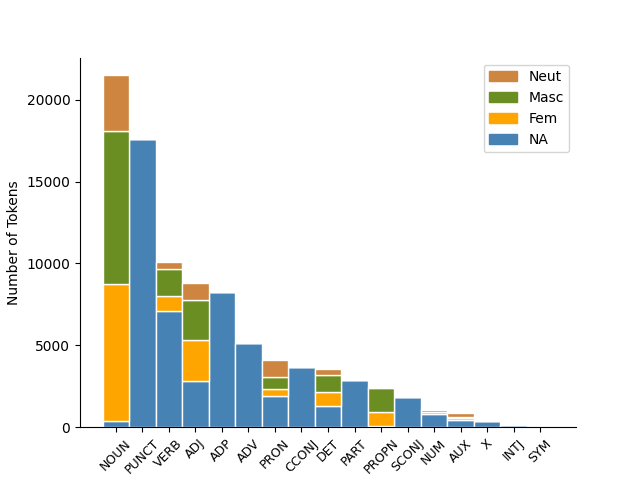 Neut
Masc
Fem
NA
Number of Tokens
20000
15000
10000
5000
0
NOUN
PUNCT
VERB
ADJ
ADP
ADV
PRON
CCONJ
DET
PART
PROPN
SCONJ
NUM
AUX
X
INTJ
SYM